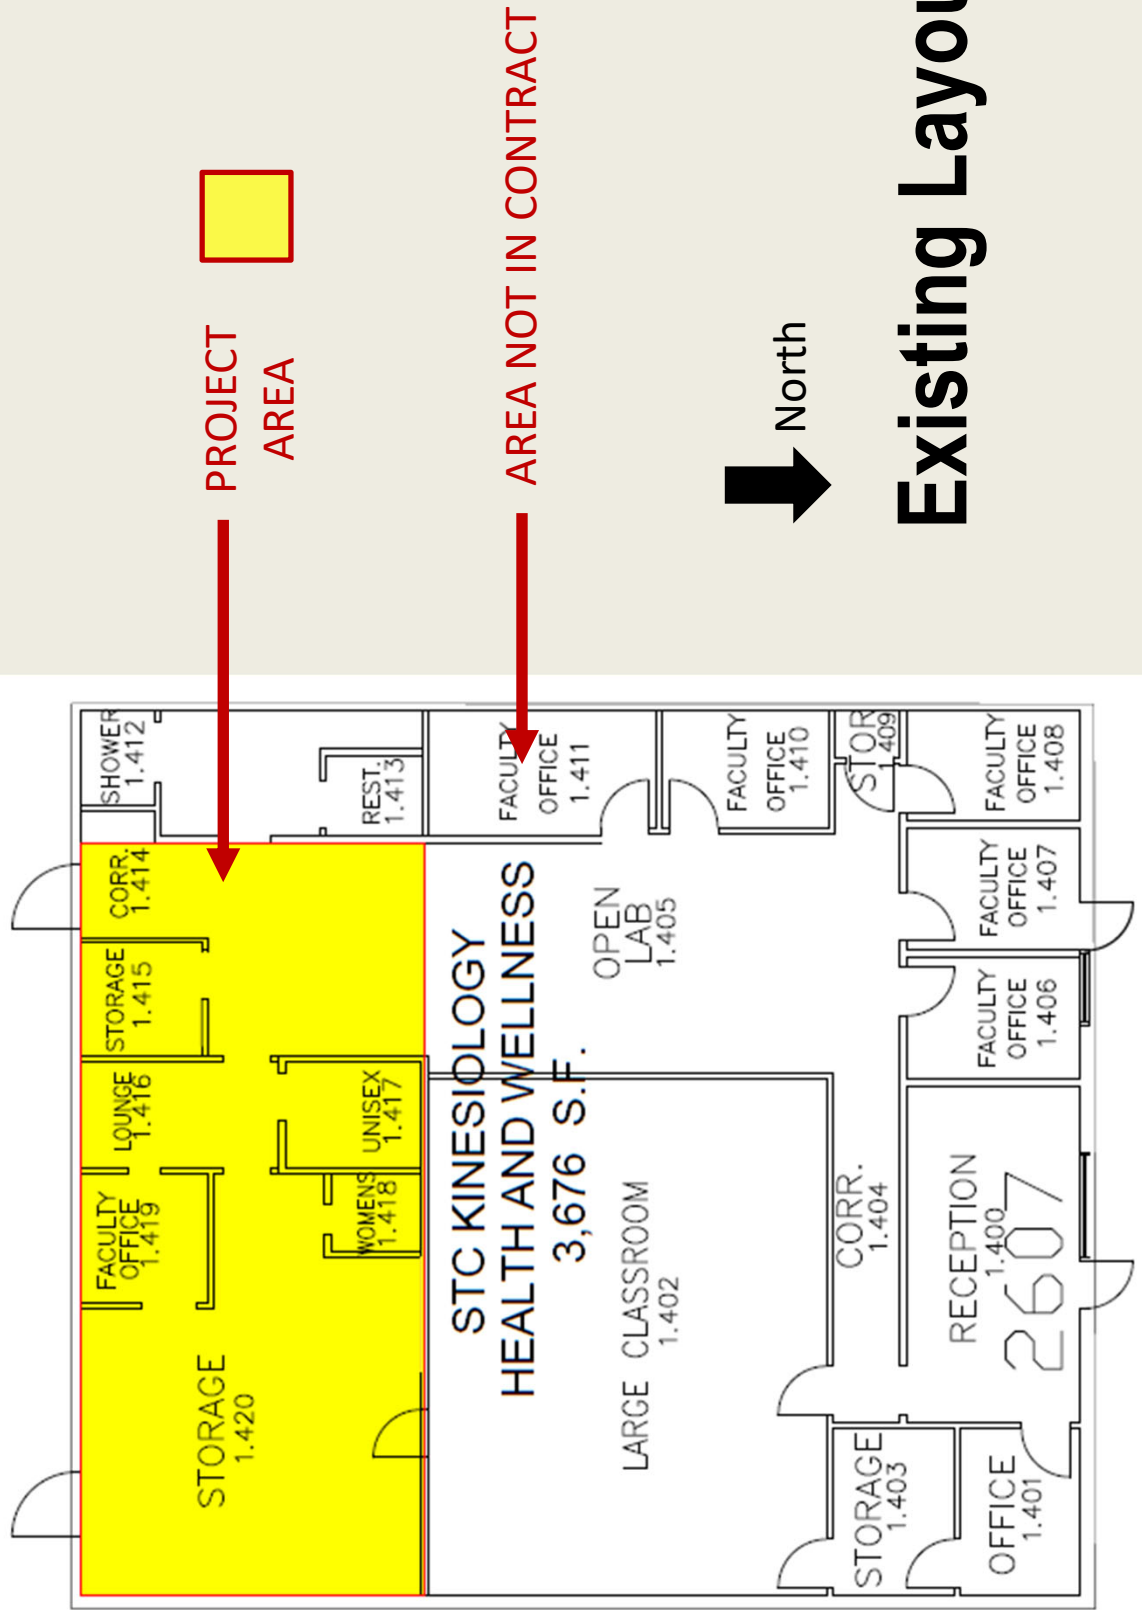 Existing Layou
PROJECT
AREA
AREA NOT IN CONTRACT
North
SHOWER
1.412
REST.
1.413
FACULTY
OFFICE
1.411
FACULTY
OFFICE
1.410
STOR
1.409
FACULTY
OFFICE
1.408
CORR.
1.414
STORAGE
1.415
LOUNGE
1.416
UNISEX
1.417
WOMENS
1.418
FACULTY
OFFICE
1.419
STORAGE
1.420
STC KINESIOLOGY
HEALTH AND WELLNESS
3,676 S.F.
OPEN
LAB
1.405
FACULTY
OFFICE
1.407
FACULTY
OFFICE
1.406
LARGE CLASSROOM
1.402
CORR.
1.404
RECEPTION
1.400
2607
STORAGE
1.403
OFFICE
1.401